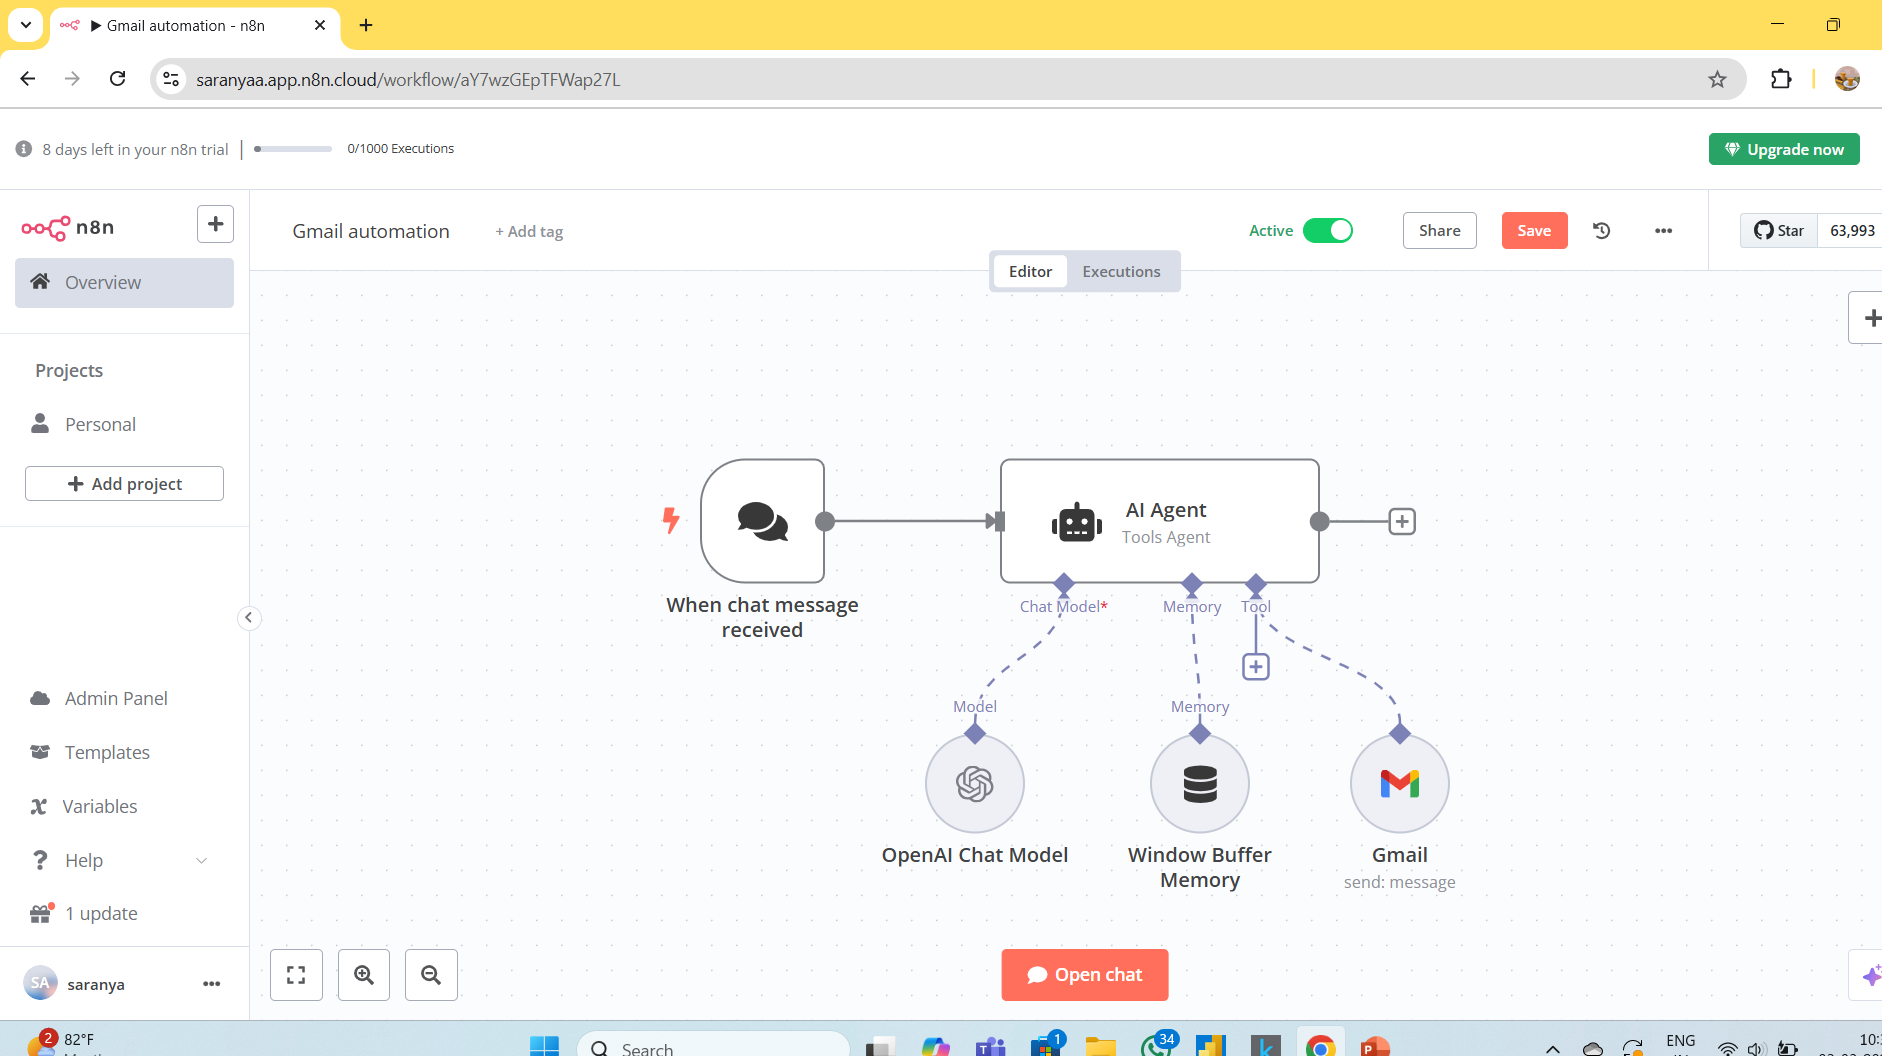 Gmail automation - n8n
saranyaa.app.n8n.cloud/workflow/aY7wzGEpTFWap27L
8 days left in your n8n trial
0/1000 Executions
Upgrade now
n8n
Gmail automation
+ Add tag
Active
Share
Save
Star
63,993
Editor
Executions
Overview
Projects
Personal
Add project
AI Agent
Tools Agent
Chat Model*
Memory
Tool
When chat message
received
Model
Memory
OpenAI Chat Model
Window Buffer
Memory
Gmail
send: message
Admin Panel
Templates
Variables
Help
1 update
SA
saranya
Open chat
2
82°F
Search
1
34
ENG